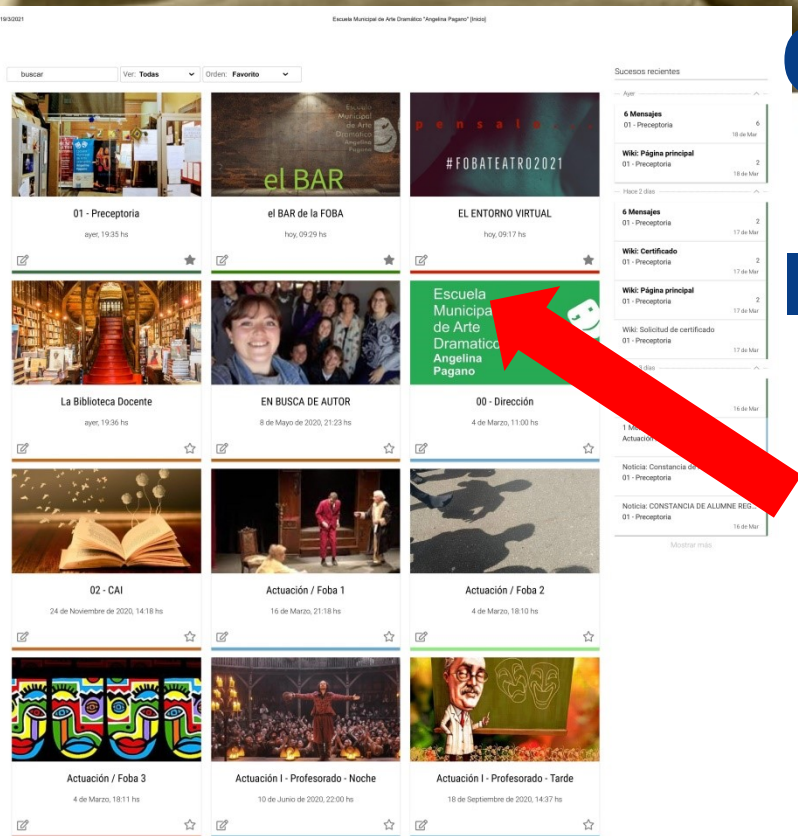 19/3/2021
Escuela Municipal de Arte Dramático "Angelina Pagano" [Inicio]
buscar
Ver: Todas
Orden: Favorito
Escuela
Municipal
de Arte
Dramatico
Angelina
Pagano
el BAR
pensala...
#FOBATEATRO2021
01 - Preceptoria
ayer, 19:35 hs
el BAR de la FOBA
hoy, 09:29 hs
EL ENTORNO VIRTUAL
hoy, 09:17 hs
Escuela
Municipa
de Arte
Dramatico
Angelina
Pagano
La Biblioteca Docente
ayer, 19:36 hs
EN BUSCA DE AUTOR
8 de Mayo de 2020, 21:23 hs
00 - Dirección
4 de Marzo, 11:00 hs
02 - CAI
24 de Noviembre de 2020, 14:18 hs
Actuación / Foba 1
16 de Marzo, 21:18 hs
Actuación / Foba 2
4 de Marzo, 18:10 hs
Actuación / Foba 3
4 de Marzo, 18:11 hs
Actuación I - Profesorado - Noche
10 de Junio de 2020, 22:00 hs
Actuación I - Profesorado - Tarde
18 de Septiembre de 2020, 14:37 hs
Sucesos recientes
Ayer
6 Mensajes
01 - Preceptoria 6
18 de Mar
Wiki: Página principal
01 - Preceptoria 2
18 de Mar
Hace 2 días
6 Mensajes
01 - Preceptoria 2
17 de Mar
Wiki: Certificado
01 - Preceptoria 2
17 de Mar
Wiki: Página principal
01 - Preceptoria 2
17 de Mar
Wiki: Solicitud de certificado
01 - Preceptoria
17 de Mar
3 días
16 de Mar
1 Me
Actuación
Noticia: Constancia de
01 - Preceptoria
Noticia: CONSTANCIA DE ALUMNE REG...
01 - Preceptoria
16 de Mar
Mostrar más